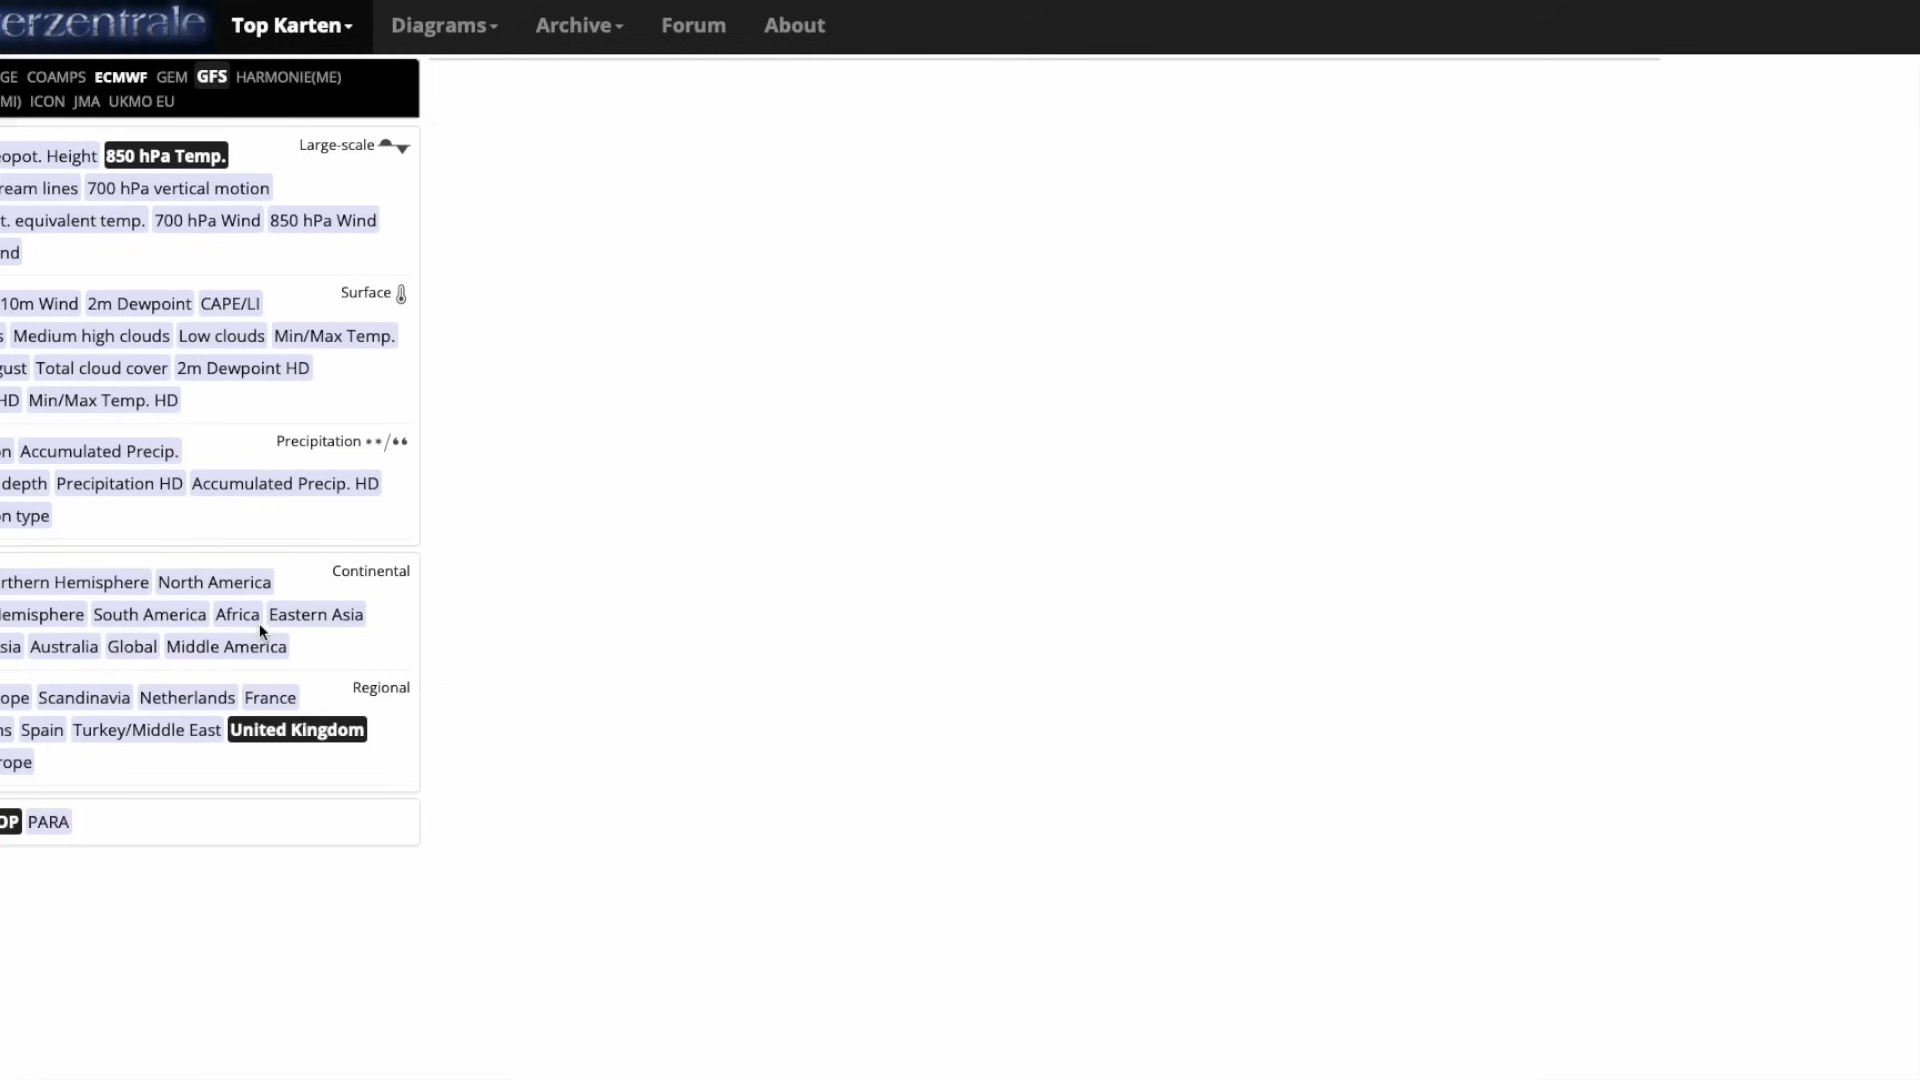 erzentrale Top Karten Diagrams Archive Forum About
GE COAMPS ECMWF GEM GFS HARMONIE(ME)
MI) ICON JMA UKMO EU
Large-scale
opot. Height 850 hPa Temp.
ream lines 700 hPa vertical motion
t. equivalent temp. 700 hPa Wind 850 hPa Wind
nd
Surface
10m Wind 2m Dewpoint CAPE/LI
s Medium high clouds Low clouds Min/Max Temp.
gust Total cloud cover 2m Dewpoint HD
HD Min/Max Temp. HD
Precipitation **/
on Accumulated Precip.
depth Precipitation HD Accumulated Precip. HD
on type
Continental
rthern Hemisphere North America
Hemisphere South America Africa Eastern Asia
sia Australia Global Middle America
Regional
ope Scandinavia Netherlands France
ns Spain Turkey/Middle East United Kingdom
rope
OP PARA